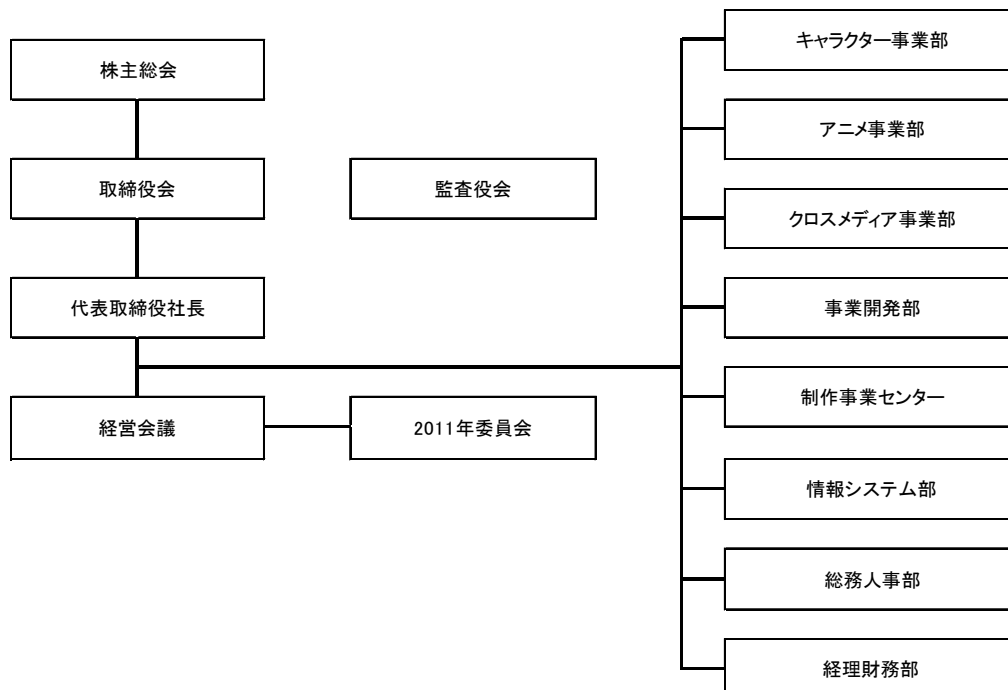 株主総会
取締役会
監査役会
代表取締役社長
経営会議
2011年委員会
キャラクター事業部
アニメ事業部
クロスメディア事業部
事業開発部
制作事業センター
情報システム部
総務人事部
経理財務部